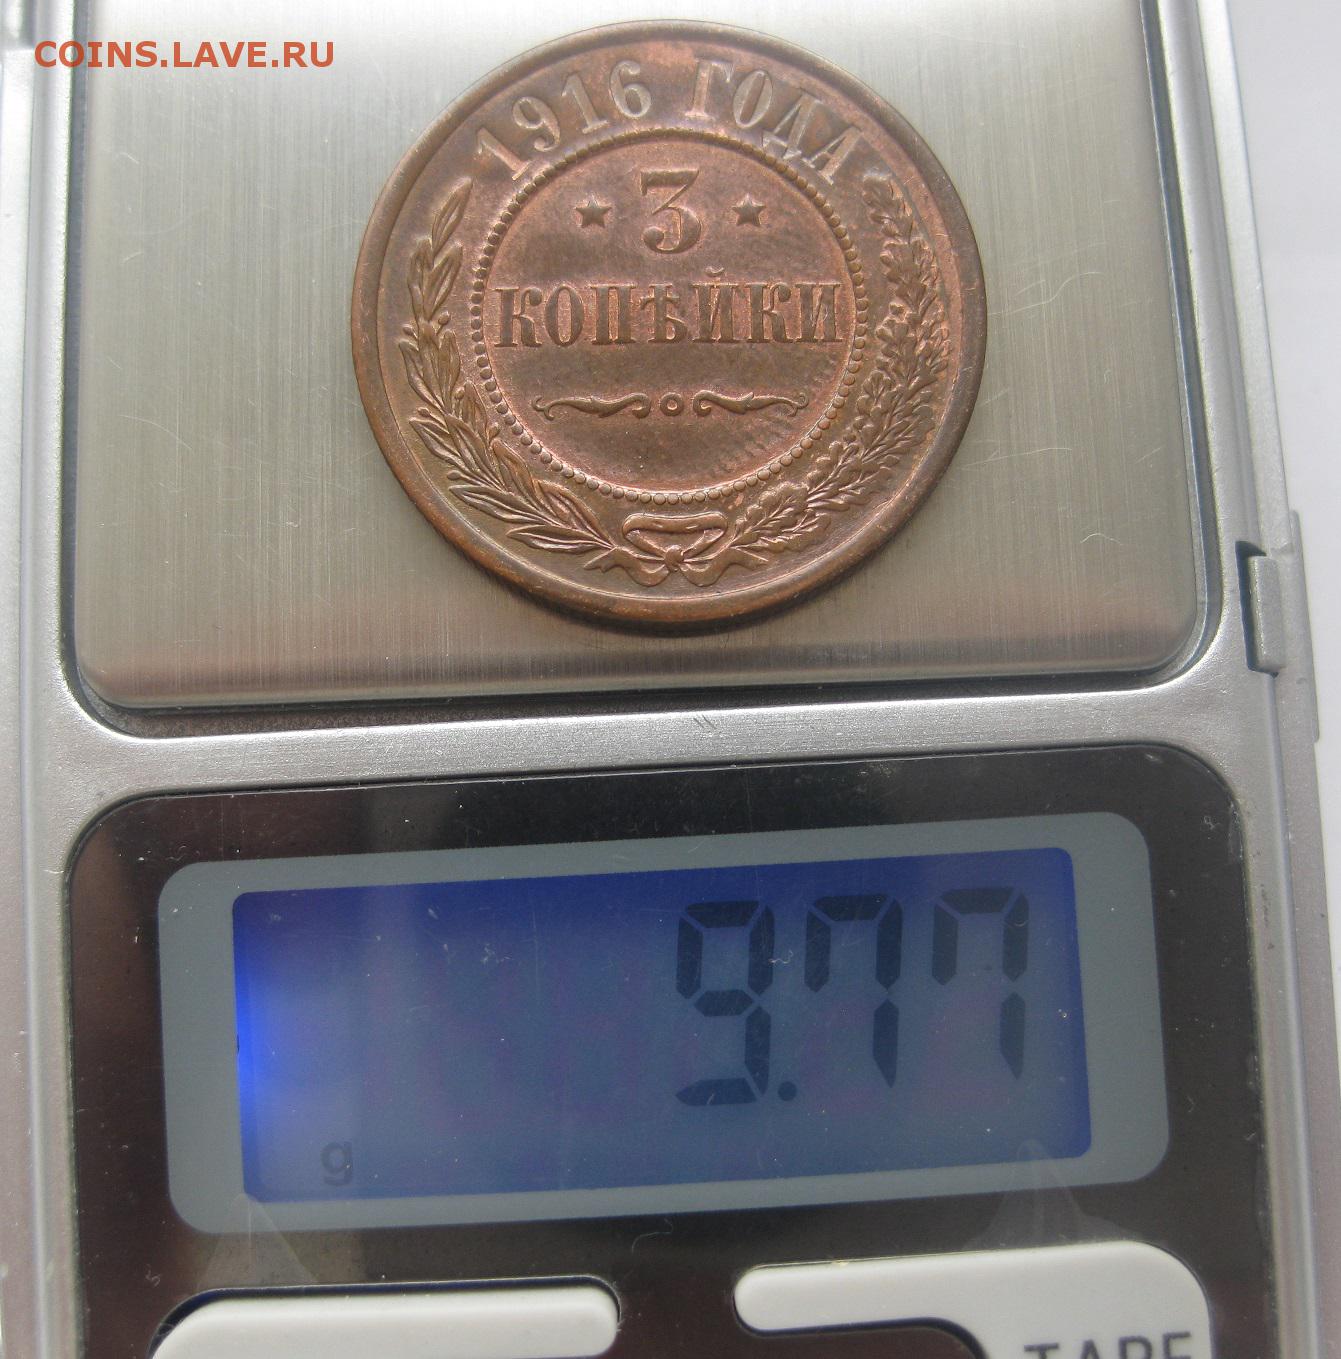 COINS.LAVE.RU
1916 ГОДА
3
КОПѢЙКИ
9.77
g
TARE